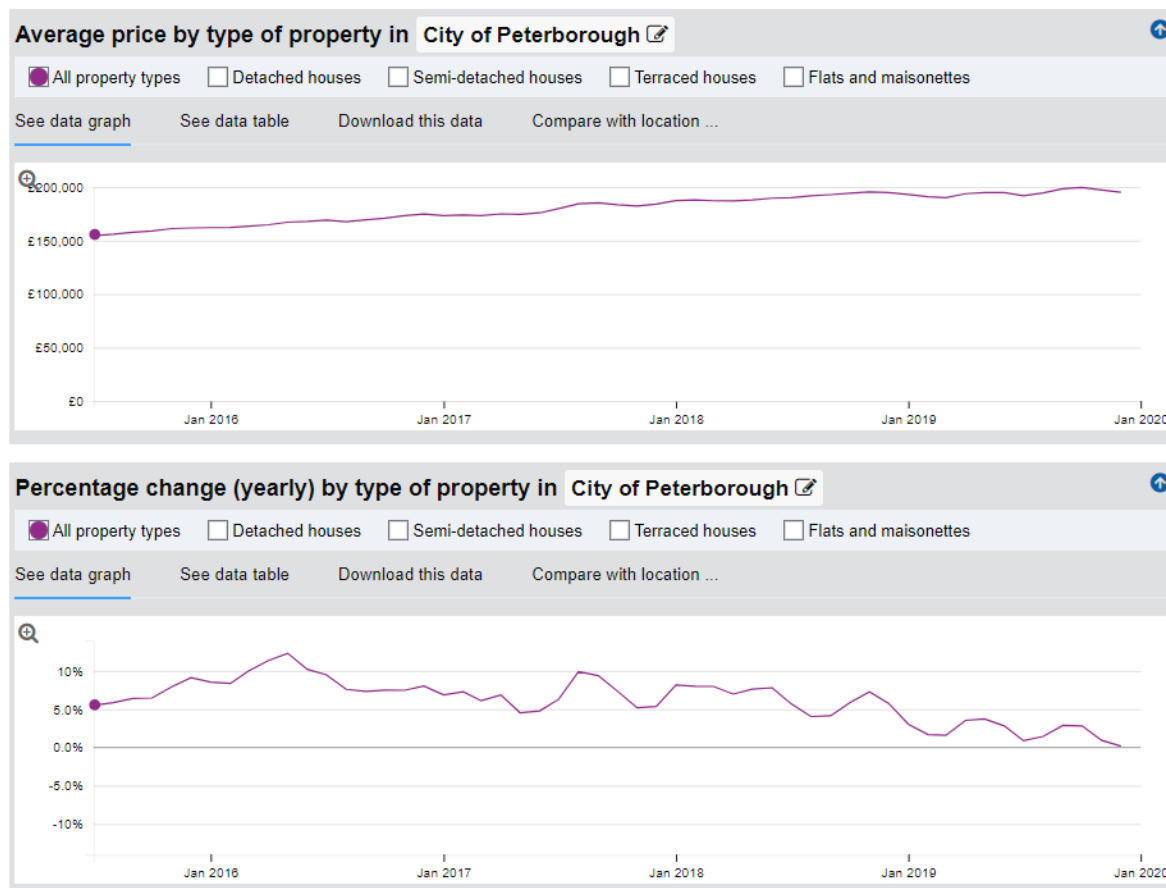 Average price by type of property in City of Peterborough
All property types Detached houses Semi-detached houses Terraced houses Flats and maisonettes
See data graph See data table Download this data Compare with location ...
£200,000
£150,000
£100,000
£50,000
£0
Jan 2016 Jan 2017 Jan 2018 Jan 2019 Jan 2020
Percentage change (yearly) by type of property in City of Peterborough
All property types Detached houses Semi-detached houses Terraced houses Flats and maisonettes
See data graph See data table Download this data Compare with location ...
10%
5.0%
0.0%
-5.0%
-10%
Jan 2016 Jan 2017 Jan 2018 Jan 2019 Jan 2020